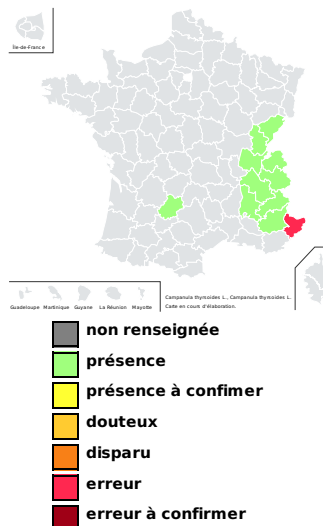 Île-de-France
Guadeloupe Martinique Guyane La Réunion Mayotte
Campanula thyrsoides L., Campanula thyrsoides L.
Carte en cours d'élaboration.
non renseignée
présence
présence à confimer
douteux
disparu
erreur
erreur à confirmer